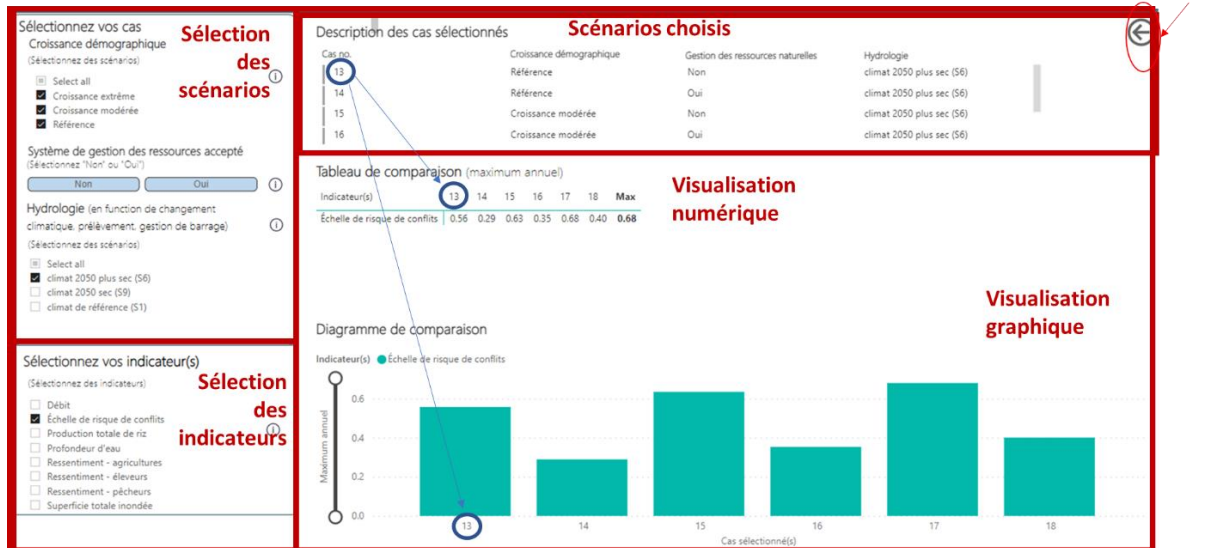 Sélectionnez vos cas
Croissance démographique
(Sélectionnez des scénarios)
Select all
Croissance extrême
Croissance modérée
Référence
Sélection
des
scénarios
Système de gestion des ressources accepté
(Sélectionnez "Non" ou "Oui")
Non Oui
Hydrologie (en fonction de changement
climatique, prélèvement, gestion de barrage)
(Sélectionnez des scénarios)
Select all
climat 2050 plus sec (S6)
climat 2050 sec (S9)
climat de référence (S1)
Sélectionnez vos indicateur(s)
(Sélectionnez des indicateurs)
Débit
Échelle de risque de conflits
Production totale de riz
Profondeur d'eau
Ressentiment - agricultures
Ressentiment - éleveurs
Ressentiment - pêcheurs
Superficie totale inondée
Sélection
des
indicateurs
Description des cas sélectionnés
Scénarios choisis
Cas no. Croissance démographique Gestion des ressources naturelles Hydrologie
13 Référence Non climat 2050 plus sec (S6)
14 Référence Oui climat 2050 plus sec (S6)
15 Croissance modérée Non climat 2050 plus sec (S6)
16 Croissance modérée Oui climat 2050 plus sec (S6)
Tableau de comparaison (maximum annuel)
Indicateur(s) 13 14 15 16 17 18 Max
Échelle de risque de conflits 0.56 0.29 0.63 0.35 0.68 0.40 0.68
Visualisation
numérique
Visualisation
graphique
Diagramme de comparaison
Indicateur(s) Échelle de risque de conflits
Maximum annuel
0.6
0.4
0.2
0.0
13 14 15 16 17 18
Cas sélectionné(s)